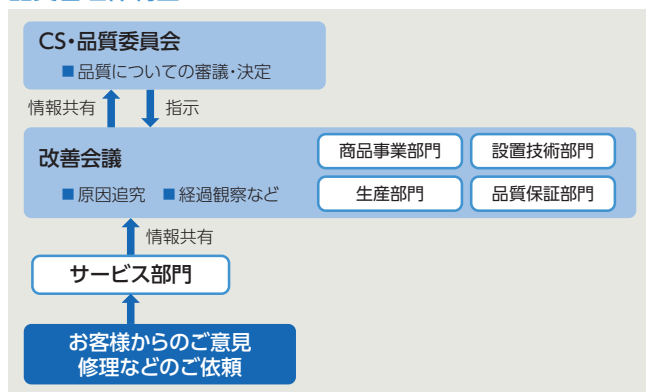 CS・品質委員会
■品質についての審議・決定
情報共有 指示
改善会議
■原因追究 ■経過観察など
商品事業部門 設置技術部門
生産部門 品質保証部門
情報共有
サービス部門
お客様からのご意見
修理などのご依頼